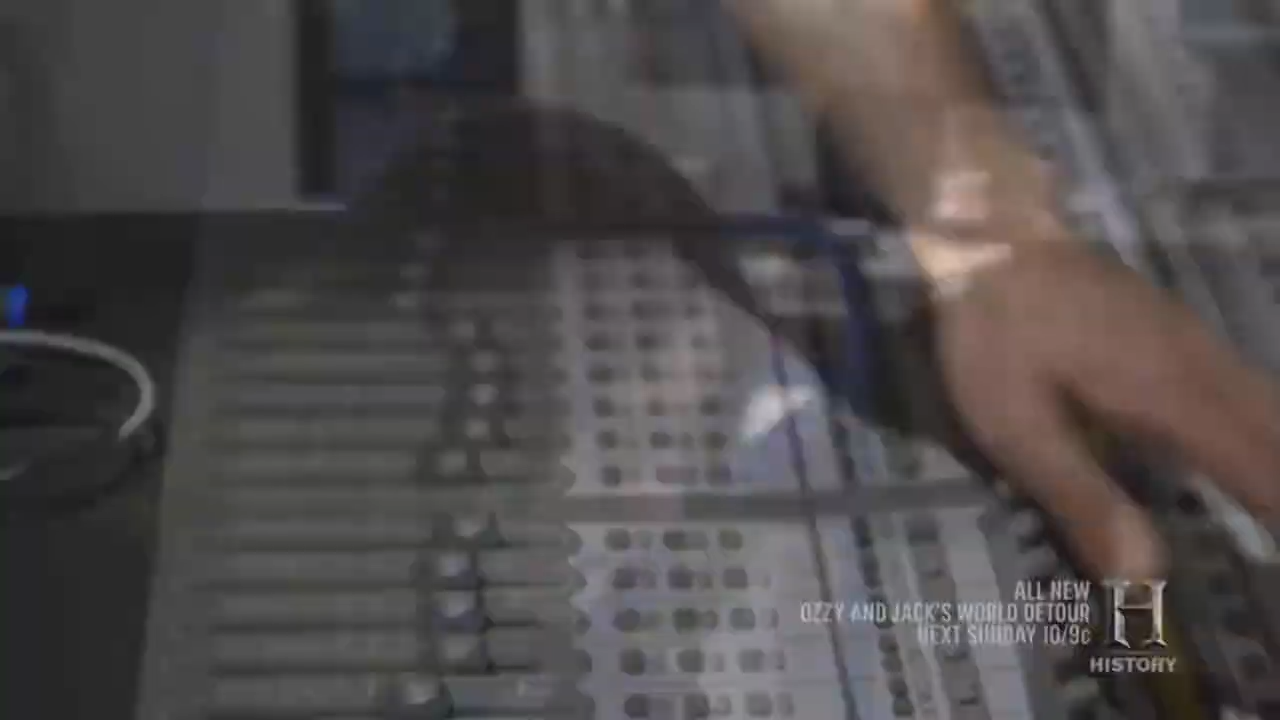 ALL NEW
OZZY AND JACK'S WORLD DETOUR
NEXT SUNDAY 10/9c
H
HISTORY